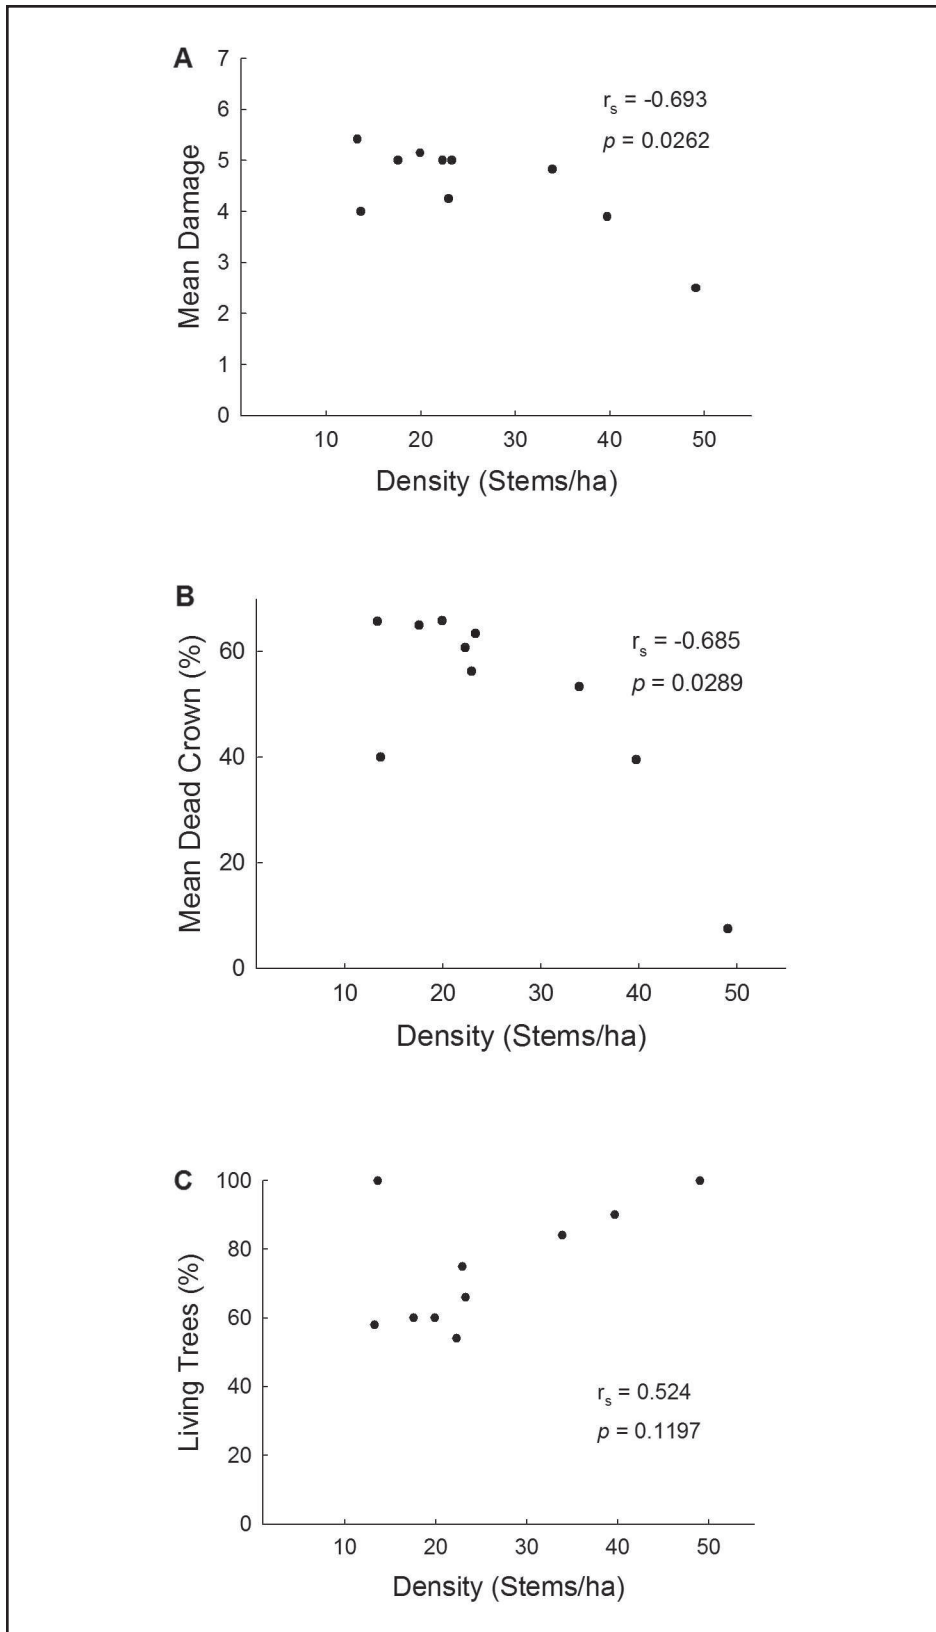 A
7
6
5
4
3
2
1
0
Mean Damage
r_s = -0.693
p = 0.0262
10 20 30 40 50
Density (Stems/ha)
B
60
40
20
0
Mean Dead Crown (%)
r_s = -0.685
p = 0.0289
10 20 30 40 50
Density (Stems/ha)
C
100
80
60
40
20
0
Living Trees (%)
r_s = 0.524
p = 0.1197
10 20 30 40 50
Density (Stems/ha)